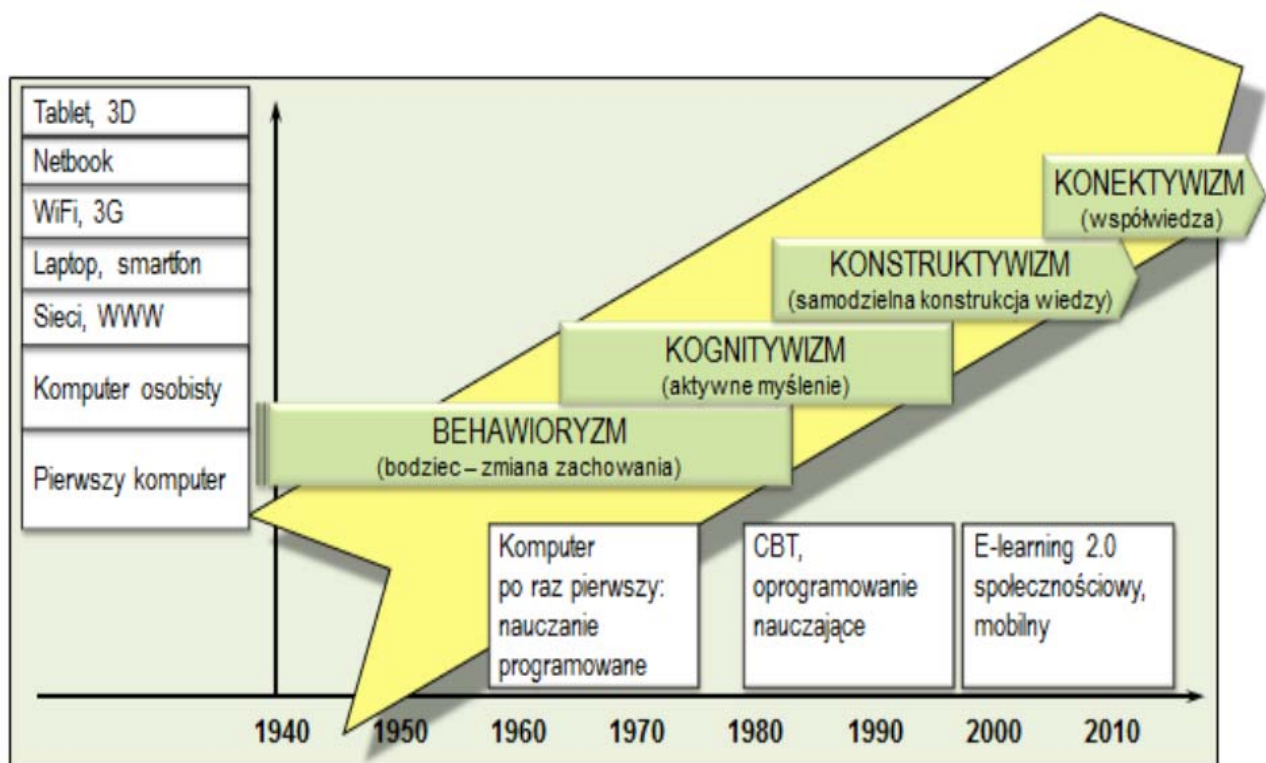 Tablet, 3D
Netbook
WiFi, 3G
Laptop, smartfon
Sieci, WWW
Komputer osobisty
Pierwszy komputer
KONEKTYWIZM
(współwiedza)
KONSTRUKTYWIZM
(samodzielna konstrukcja wiedzy)
KOGNITYWIZM
(aktywne myślenie)
BEHAWIORYZM
(bodziec – zmiana zachowania)
Komputer
po raz pierwszy:
nauczanie
programowane
CBT,
oprogramowanie
nauczające
E-learning 2.0
społecznościowy,
mobilny
1940 1950 1960 1970 1980 1990 2000 2010